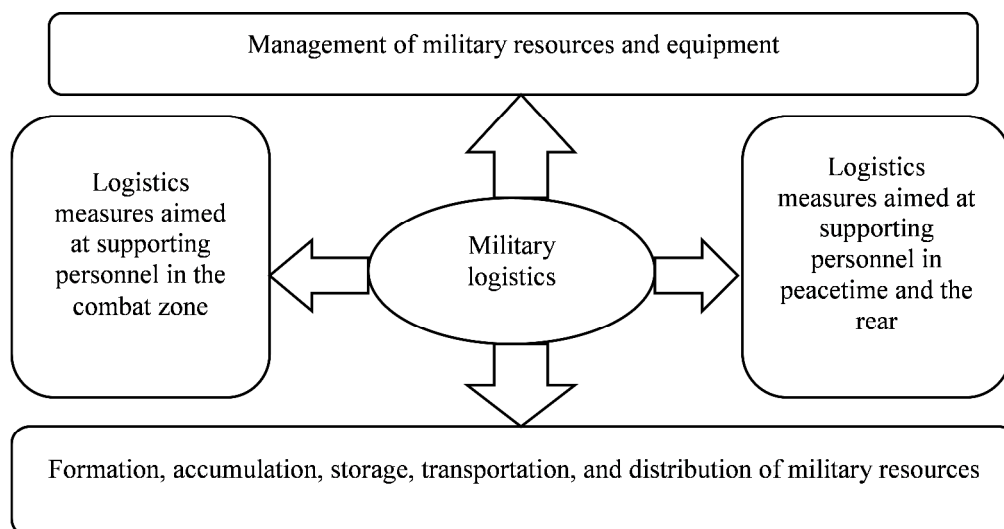 Management of military resources and equipment
Logistics
measures aimed
at supporting
personnel in the
combat zone
Military
logistics
Logistics
measures aimed at
supporting
personnel in
peacetime and the
rear
Formation, accumulation, storage, transportation, and distribution of military resources